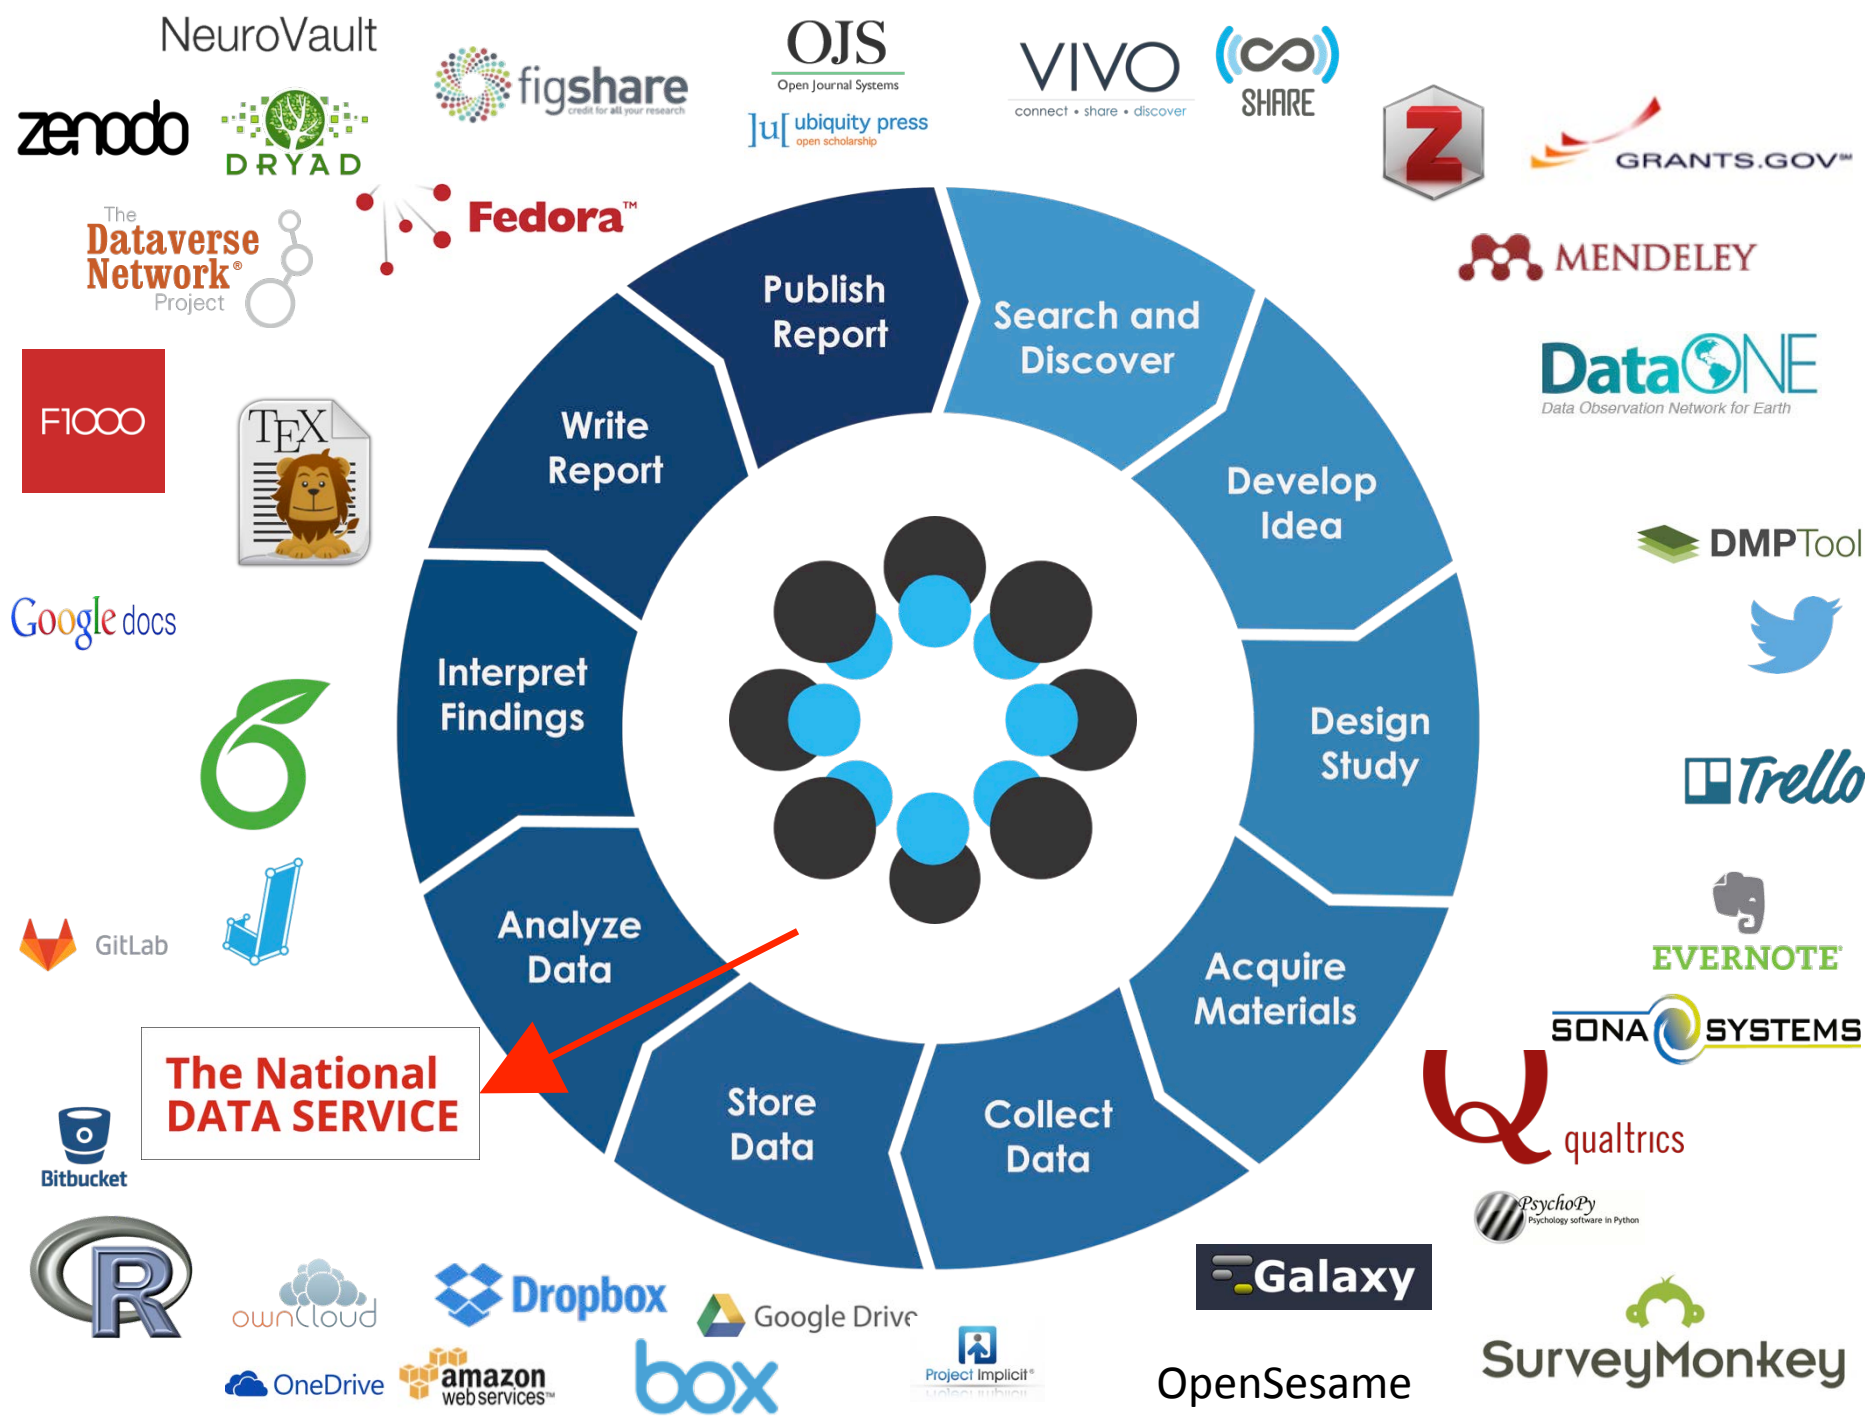 NeuroVault
zenodo
DRYAD
figshare
credit for all your research
OJS
Open Journal Systems
]u[ ubiquity press
open scholarship
VIVO
connect • share • discover
SHARE
Z
GRANTS.GOV℠
The
Dataverse
Network®
Project
Fedora™
MENDELEY
DataONE
Data Observation Network for Earth
F1000
TEX
Google docs
GitLab
Publish
Report
Search and
Discover
Develop
Idea
Design
Study
Acquire
Materials
Collect
Data
Store
Data
Analyze
Data
Interpret
Findings
Write
Report
DMPTool
Trello
EVERNOTE®
SONA SYSTEMS
The National
DATA SERVICE
Bitbucket
Q
qualtrics
PsychoPy
Psychology software in Python
R
ownCloud
Dropbox
Google Drive
Galaxy
OneDrive
amazon
web services™
box
Project Implicit®
OpenSesame
SurveyMonkey